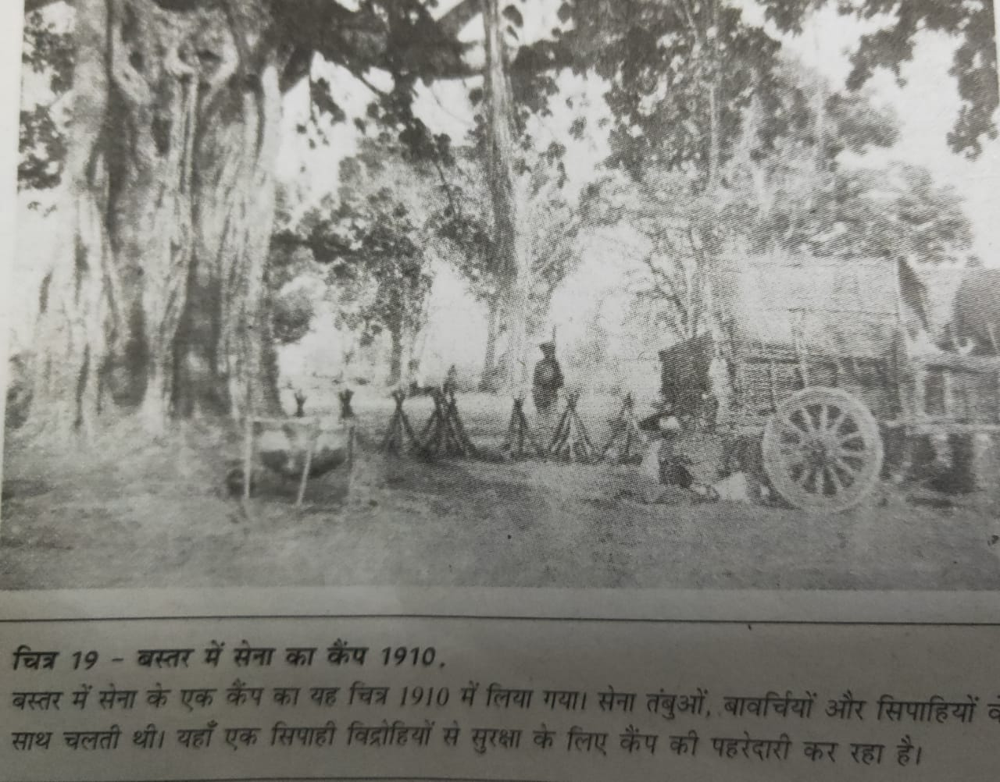 चित्र 19 – बस्तर में सेना का कैंप 1910.
बस्तर में सेना के एक कैंप का यह चित्र 1910 में लिया गया। सेना तंबुओं, बावर्चियों और सिपाहियों
साथ चलती थी। यहाँ एक सिपाही विद्रोहियों से सुरक्षा के लिए कैंप की पहरेदारी कर रहा है।